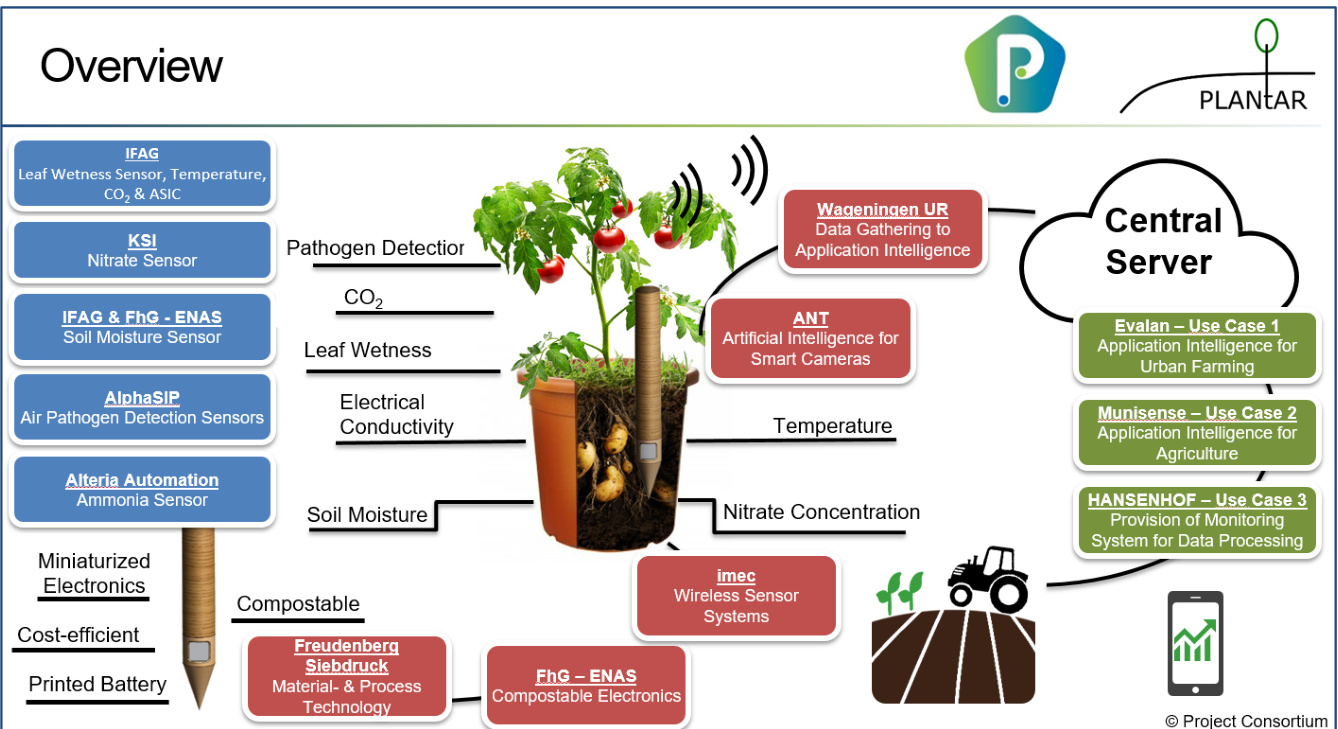 Overview
P
PLANtAR
IFAG
Leaf Wetness Sensor, Temperature,
CO₂ & ASIC
KSI
Nitrate Sensor
IFAG & FhG - ENAS
Soil Moisture Sensor
AlphaSIP
Air Pathogen Detection Sensors
Alteria Automation
Ammonia Sensor
Miniaturized
Electronics
Cost-efficient
Printed Battery
Compostable
Pathogen Detection
CO₂
Leaf Wetness
Electrical
Conductivity
Soil Moisture
Temperature
Nitrate Concentration
Wageningen UR
Data Gathering to
Application Intelligence
ANT
Artificial Intelligence for
Smart Cameras
imec
Wireless Sensor
Systems
Freudenberg
Siebdruck
Material- & Process
Technology
FhG – ENAS
Compostable Electronics
Central
Server
Evalan – Use Case 1
Application Intelligence for
Urban Farming
Munisense – Use Case 2
Application Intelligence for
Agriculture
HANSENHOF – Use Case 3
Provision of Monitoring
System for Data Processing
© Project Consortium